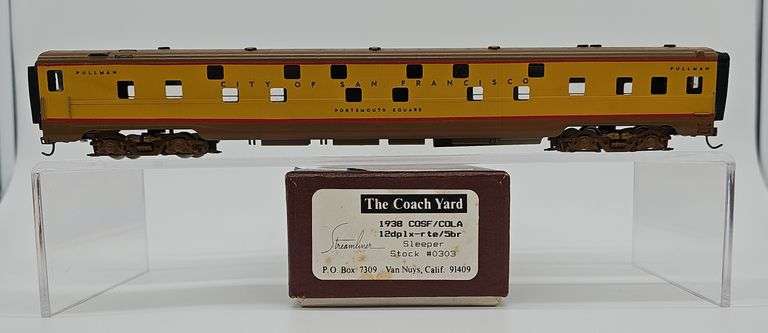 PULLMAN PULLMAN
CITY OF SAN FRANCISCO
PORTSMOUTH SQUARE
The Coach Yard
1938 COSF/COLA
12dplx-rte/5br
Streamliner Sleeper
Stock #0303
P.O. Box 7309 Van Nuys, Calif. 91409